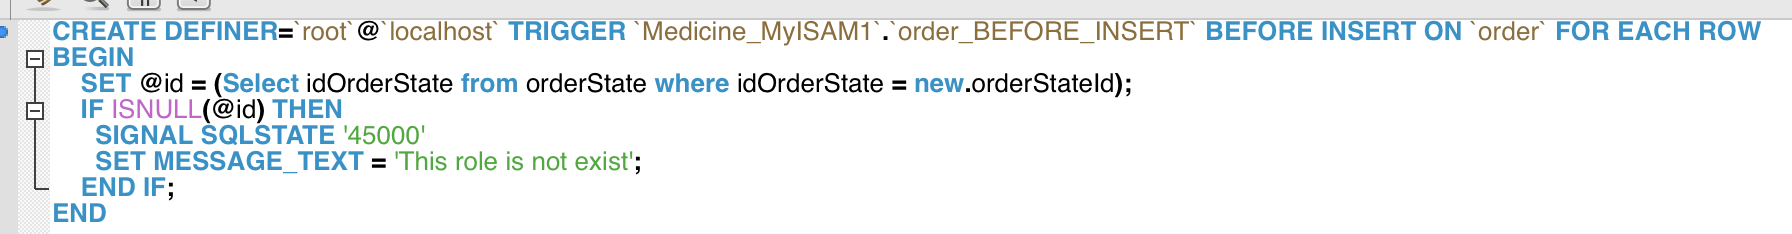 CREATE DEFINER=`root`@`localhost` TRIGGER `Medicine_MyISAM1`.`order_BEFORE_INSERT` BEFORE INSERT ON `order` FOR EACH ROW
BEGIN
SET @id = (Select idOrderState from orderState where idOrderState = new.orderStateId);
IF ISNULL(@id) THEN
SIGNAL SQLSTATE '45000'
SET MESSAGE_TEXT = 'This role is not exist';
END IF;
END